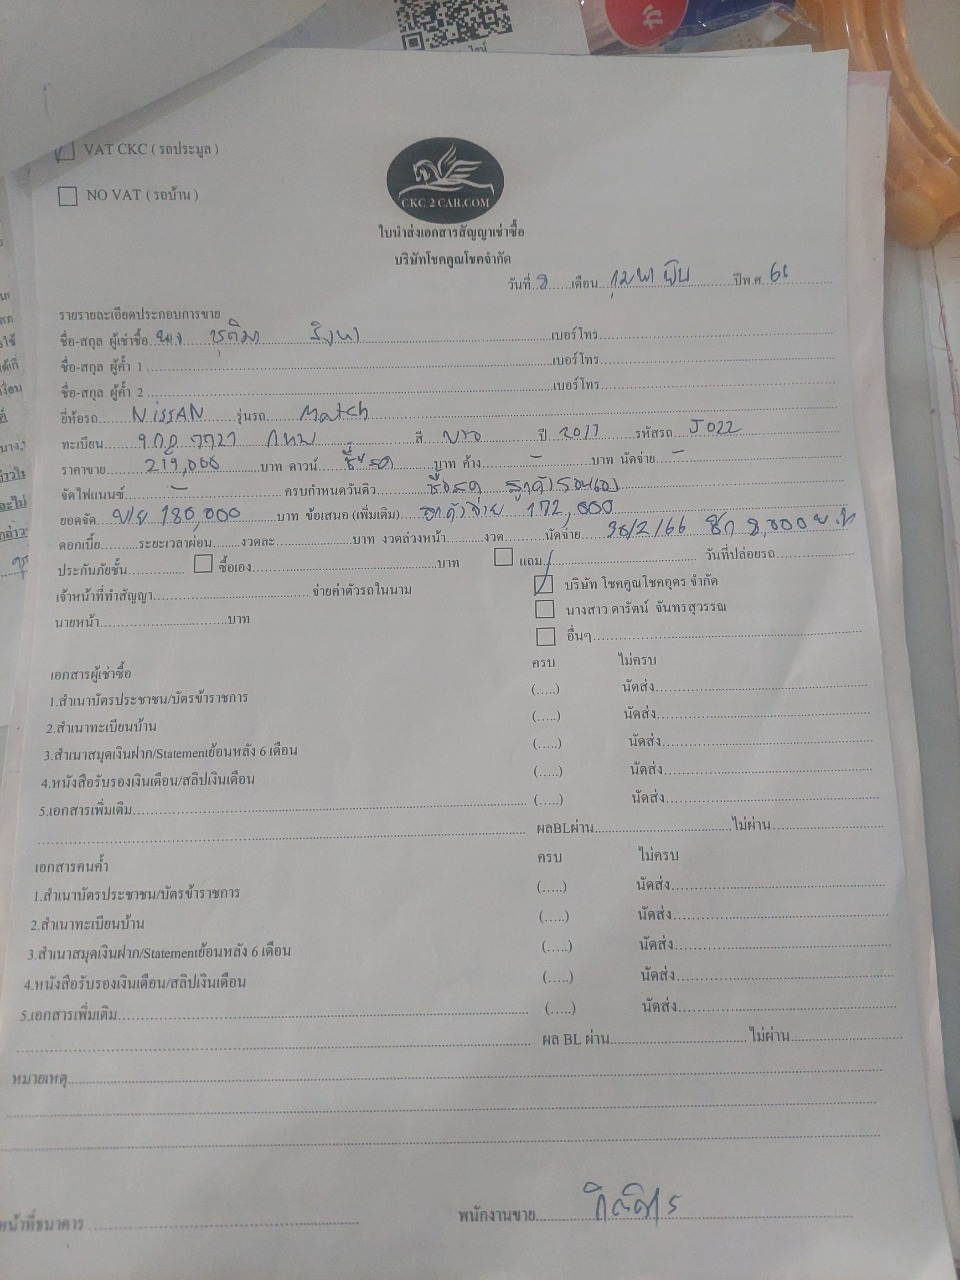 VAT CKC ( รถประมูล )
NO VAT ( รถบ้าน )
CKC 2 CAR.COM
ใบนำส่งเอกสารสัญญาเช่าซื้อ
บริษัทโชคคูณโชคจำกัด
วันที่ 8 เดือน กุมพาพัน ปีพ.ศ 66
รายรายละเอียดประกอบการขาย
ชื่อ-สกุล ผู้เช่าซื้อ นาง ชุติมา เบอร์โทร
ชื่อ-สกุล ผู้ค้ำ 1 เบอร์โทร
ชื่อ-สกุล ผู้ค้ำ 2 เบอร์โทร
ยี่ห้อรถ NISSAN รุ่นรถ March
ทะเบียน กทม สี ขาว ปี 2011 รหัสรถ J022
ราคาขาย 219,000 บาท ดาวน์ ซื้อสด บาท ค้าง - บาท นัดจ่าย -
จัดไฟแนนซ์ - ครบกำหนดวันคิว ซื้อสด ลูกค้า
ยอดจัด ขาย 180,000 บาท ข้อเสนอ (เพิ่มเติม) 172,000
ดอกเบี้ย ระยะเวลาผ่อน งวดละ บาท งวดล่วงหน้า งวด นัดจ่าย
ประกันภัยชั้น ซื้อเอง บาท แถม วันที่ปล่อยรถ
เจ้าหน้าที่ทำสัญญา จ่ายค่าตัวรถในนาม บริษัท โชคคูณโชคอุดร จำกัด
นายหน้า บาท นางสาว ดารัตน์ จันทรสุวรรณ
อื่นๆ
เอกสารผู้เช่าซื้อ ครบ ไม่ครบ
1.สำเนาบัตรประชาชน/บัตรข้าราชการ (.....) นัดส่ง
2.สำเนาทะเบียนบ้าน (.....) นัดส่ง
3.สำเนาสมุดเงินฝาก/Statementย้อนหลัง 6 เดือน (.....) นัดส่ง
4.หนังสือรับรองเงินเดือน/สลิปเงินเดือน (.....) นัดส่ง
5.เอกสารเพิ่มเติม (.....) นัดส่ง
ผลBLผ่าน ไม่ผ่าน
เอกสารคนค้ำ ครบ ไม่ครบ
1.สำเนาบัตรประชาชน/บัตรข้าราชการ (.....) นัดส่ง
2.สำเนาทะเบียนบ้าน (.....) นัดส่ง
3.สำเนาสมุดเงินฝาก/Statementย้อนหลัง 6 เดือน (.....) นัดส่ง
4.หนังสือรับรองเงินเดือน/สลิปเงินเดือน (.....) นัดส่ง
5.เอกสารเพิ่มเติม (.....) นัดส่ง
ผล BL ผ่าน ไม่ผ่าน
หมายเหตุ
หน้าที่ธนาคาร พนักงานขาย